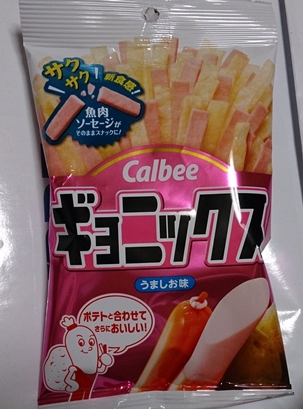 サクサク!
新食感!
魚肉
ソーセージが
そのままスナックに!
Calbee
ギョニックス
うましお味
ポテトと合わせて
さらにおいしい!